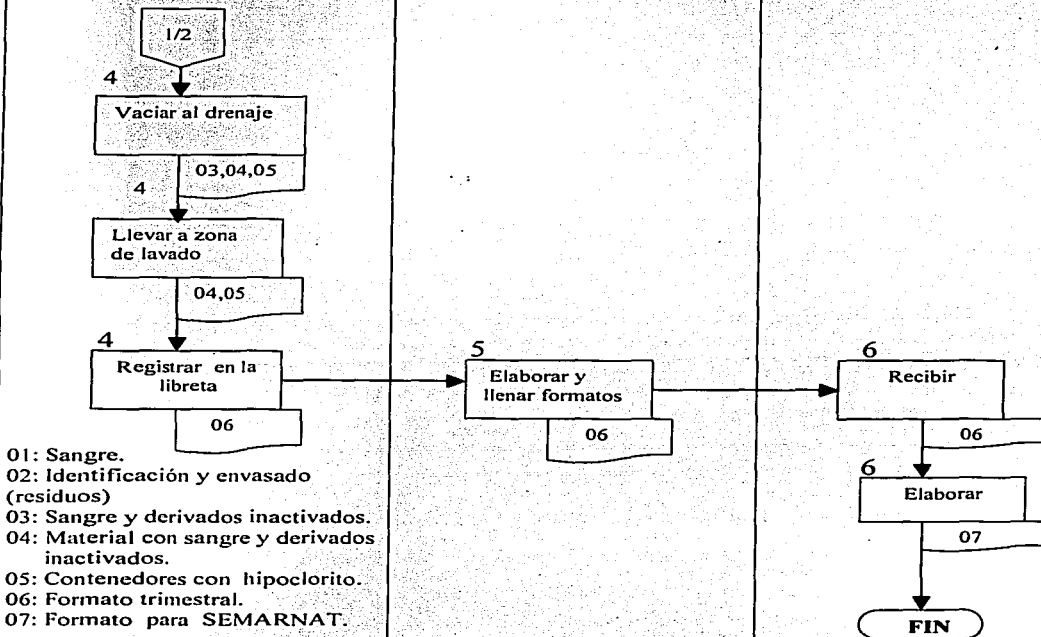 1/2
4
Vaciar al drenaje
03,04,05
4
Llevar a zona
de lavado
04,05
4
Registrar en la
libreta
06
5
Elaborar y
llenar formatos
06
6
Recibir
06
6
Elaborar
07
FIN
01: Sangre.
02: Identificación y envasado
(residuos)
03: Sangre y derivados inactivados.
04: Material con sangre y derivados
inactivados.
05: Contenedores con hipoclorito.
06: Formato trimestral.
07: Formato para SEMARNAT.